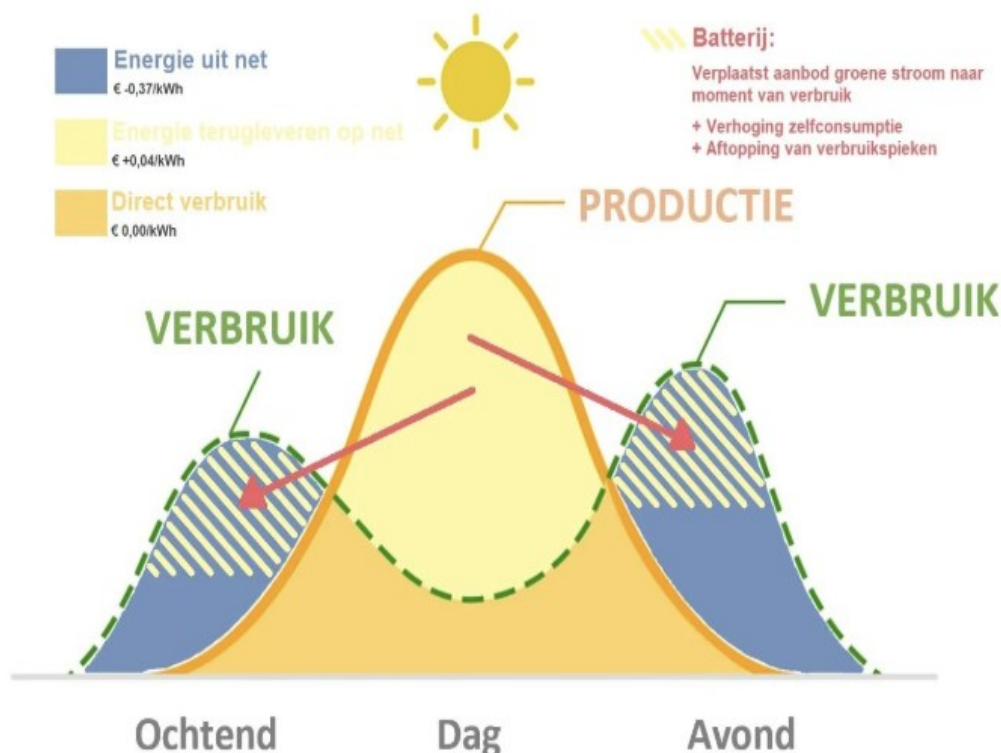 Energie uit net
€ -0,37/kWh
Energie terugleveren op net
€ +0,04/kWh
Direct verbruik
€ 0,00/kWh
Batterij:
Verplaatst aanbod groene stroom naar
moment van verbruik
+ Verhoging zelfconsumptie
+ Aftopping van verbruikspieken
PRODUCTIE
VERBRUIK
VERBRUIK
Ochtend
Dag
Avond